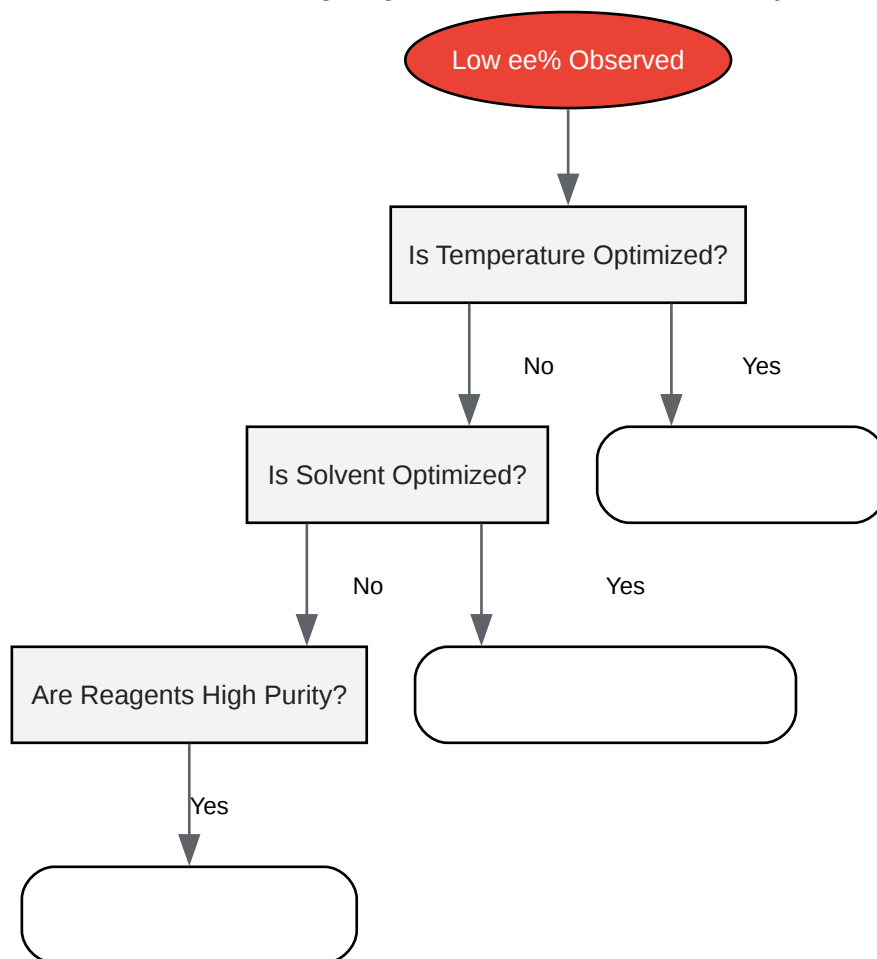 Low ee% Observed
Is Temperature Optimized?
No
Yes
Is Solvent Optimized?
No
Yes
Are Reagents High Purity?
Yes